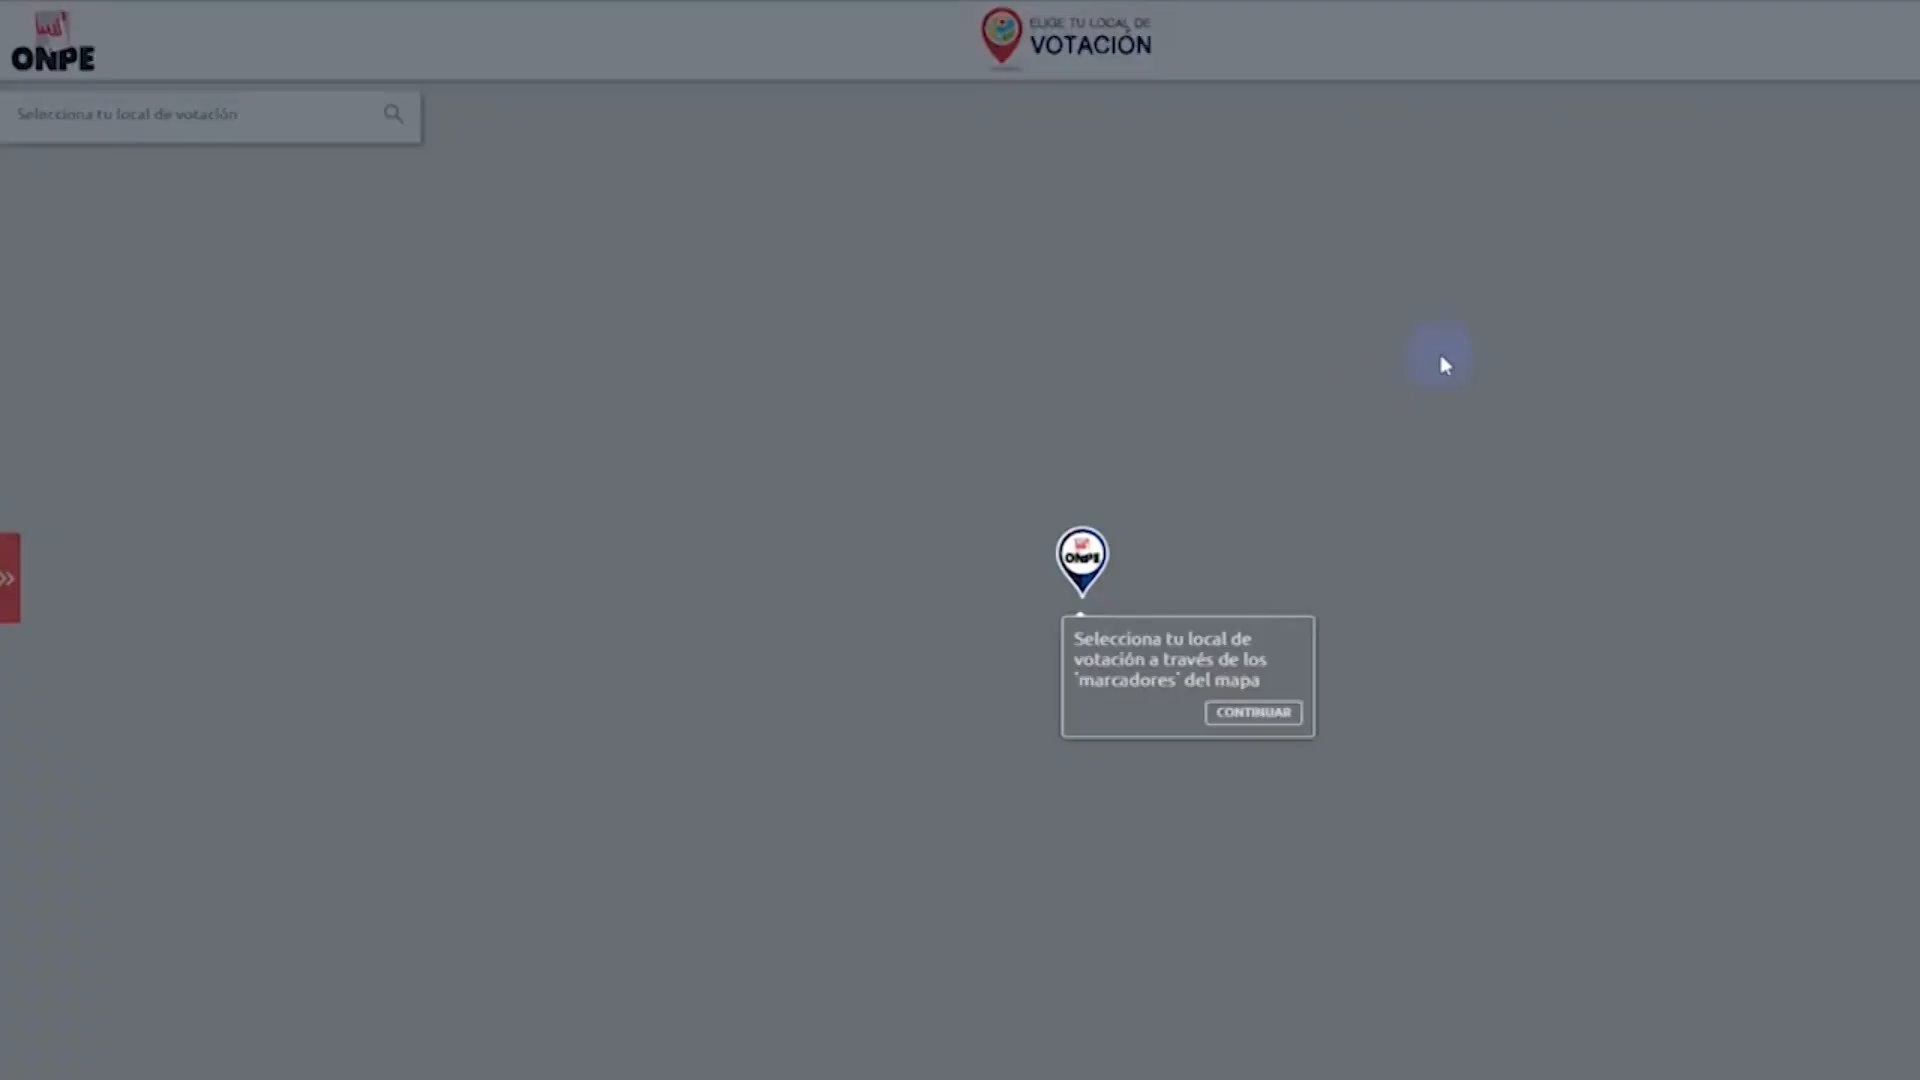 ONPE
ELIGE TU LOCAL DE
VOTACIÓN
Selecciona tu local de votación
ONPE
Selecciona tu local de
votación a través de los
'marcadores' del mapa
CONTINUAR